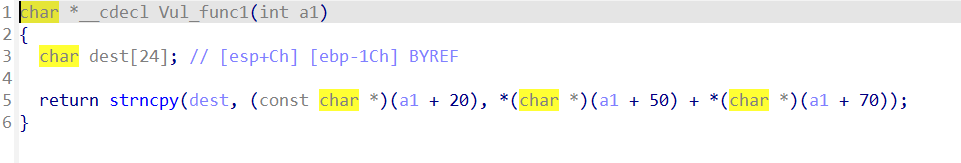 1 char *__cdecl Vul_func1(int a1)
2 {
3 char dest[24]; // [esp+Ch] [ebp-1Ch] BYREF
4
5 return strncpy(dest, (const char *)(a1 + 20), *(char *)(a1 + 50) + *(char *)(a1 + 70));
6 }